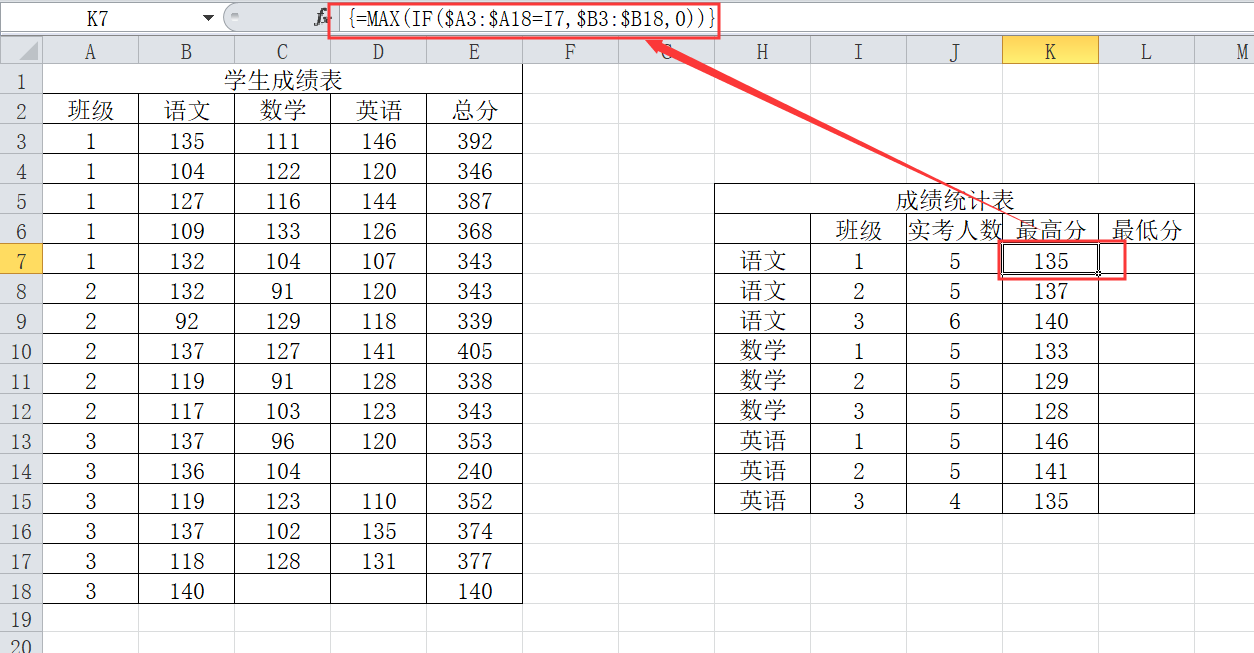 K7 fx {=MAX(IF($A3:$A18=I7,$B3:$B18,0))}
A B C D E F G H I J K L M
1 学生成绩表
2 班级 语文 数学 英语 总分
3 1 135 111 146 392
4 1 104 122 120 346
5 1 127 116 144 387 成绩统计表
6 1 109 133 126 368 班级 实考人数 最高分 最低分
7 1 132 104 107 343 语文 1 5 135
8 2 132 91 120 343 语文 2 5 137
9 2 92 129 118 339 语文 3 6 140
10 2 137 127 141 405 数学 1 5 133
11 2 119 91 128 338 数学 2 5 129
12 2 117 103 123 343 数学 3 5 128
13 3 137 96 120 353 英语 1 5 146
14 3 136 104 240 英语 2 5 141
15 3 119 123 110 352 英语 3 4 135
16 3 137 102 135 374
17 3 118 128 131 377
18 3 140 140
19
20